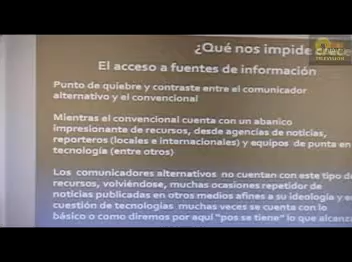 ¿Qué nos impide crece
El acceso a fuentes de información
Punto de quiebre y contraste entre el comunicador
alternativo y el convencional
Mientras el convencional cuenta con un abanico
impresionante de recursos, desde agencias de noticias,
reporteros (locales e internacionales) y equipos de punta en
tecnología (entre otros)
Los comunicadores alternativos no cuentan con este tipo d
recursos, volviéndose, muchas ocasiones repetidor de
noticias publicadas en otros medios afines a su ideología y e
cuestión de tecnologías muchas veces se cuenta con lo
básico o como diremos por aquí "pos se tiene" lo que alcanz
TELEVISIÓN